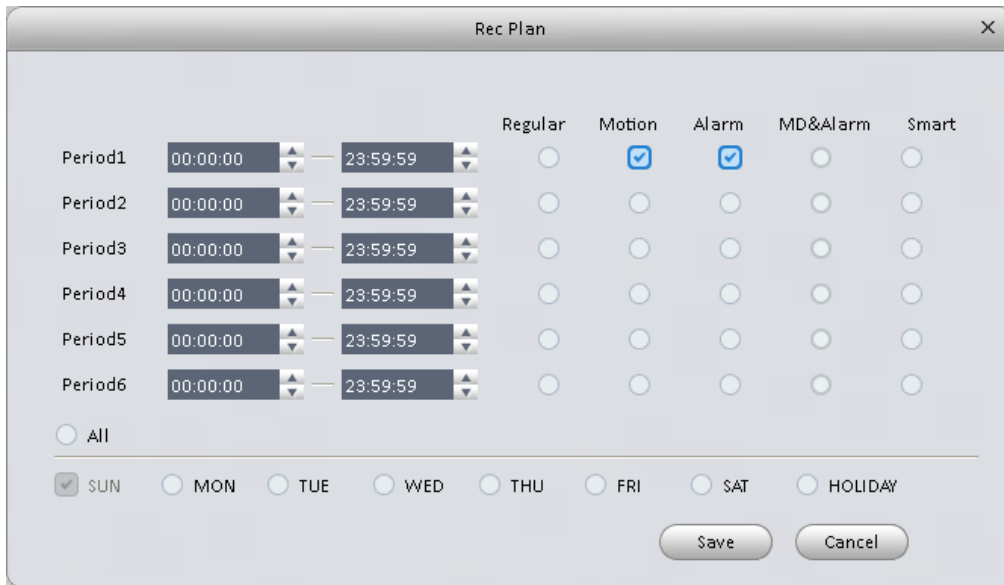 Rec Plan
Regular Motion Alarm MD&Alarm Smart
Period1 00:00:00 23:59:59
Period2 00:00:00 23:59:59
Period3 00:00:00 23:59:59
Period4 00:00:00 23:59:59
Period5 00:00:00 23:59:59
Period6 00:00:00 23:59:59
All
SUN MON TUE WED THU FRI SAT HOLIDAY
Save Cancel